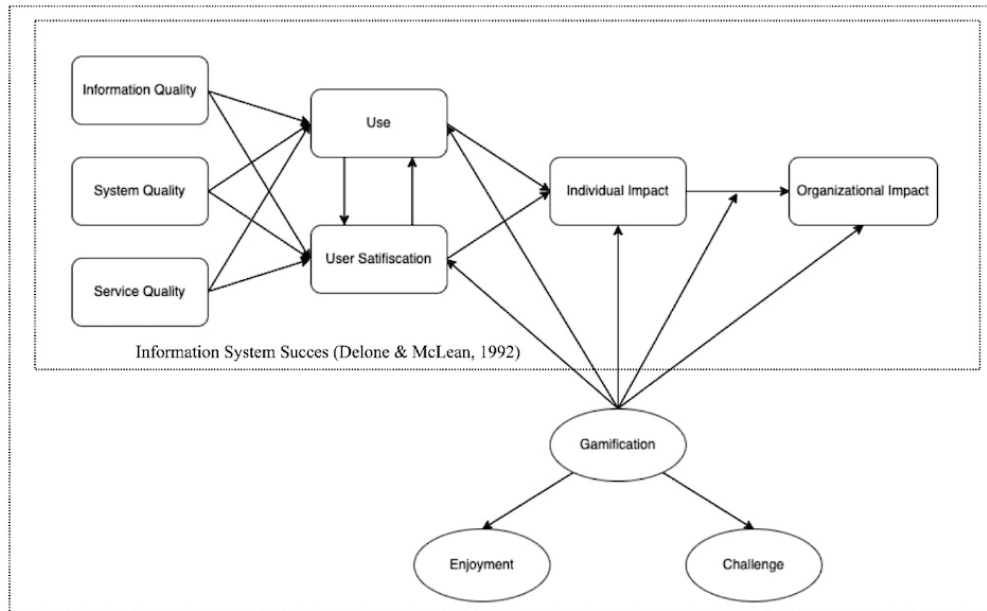 Information Quality
Use
System Quality
Individual Impact
Organizational Impact
User Satifiscation
Service Quality
Information System Succes (Delone & McLean, 1992)
Gamification
Enjoyment
Challenge